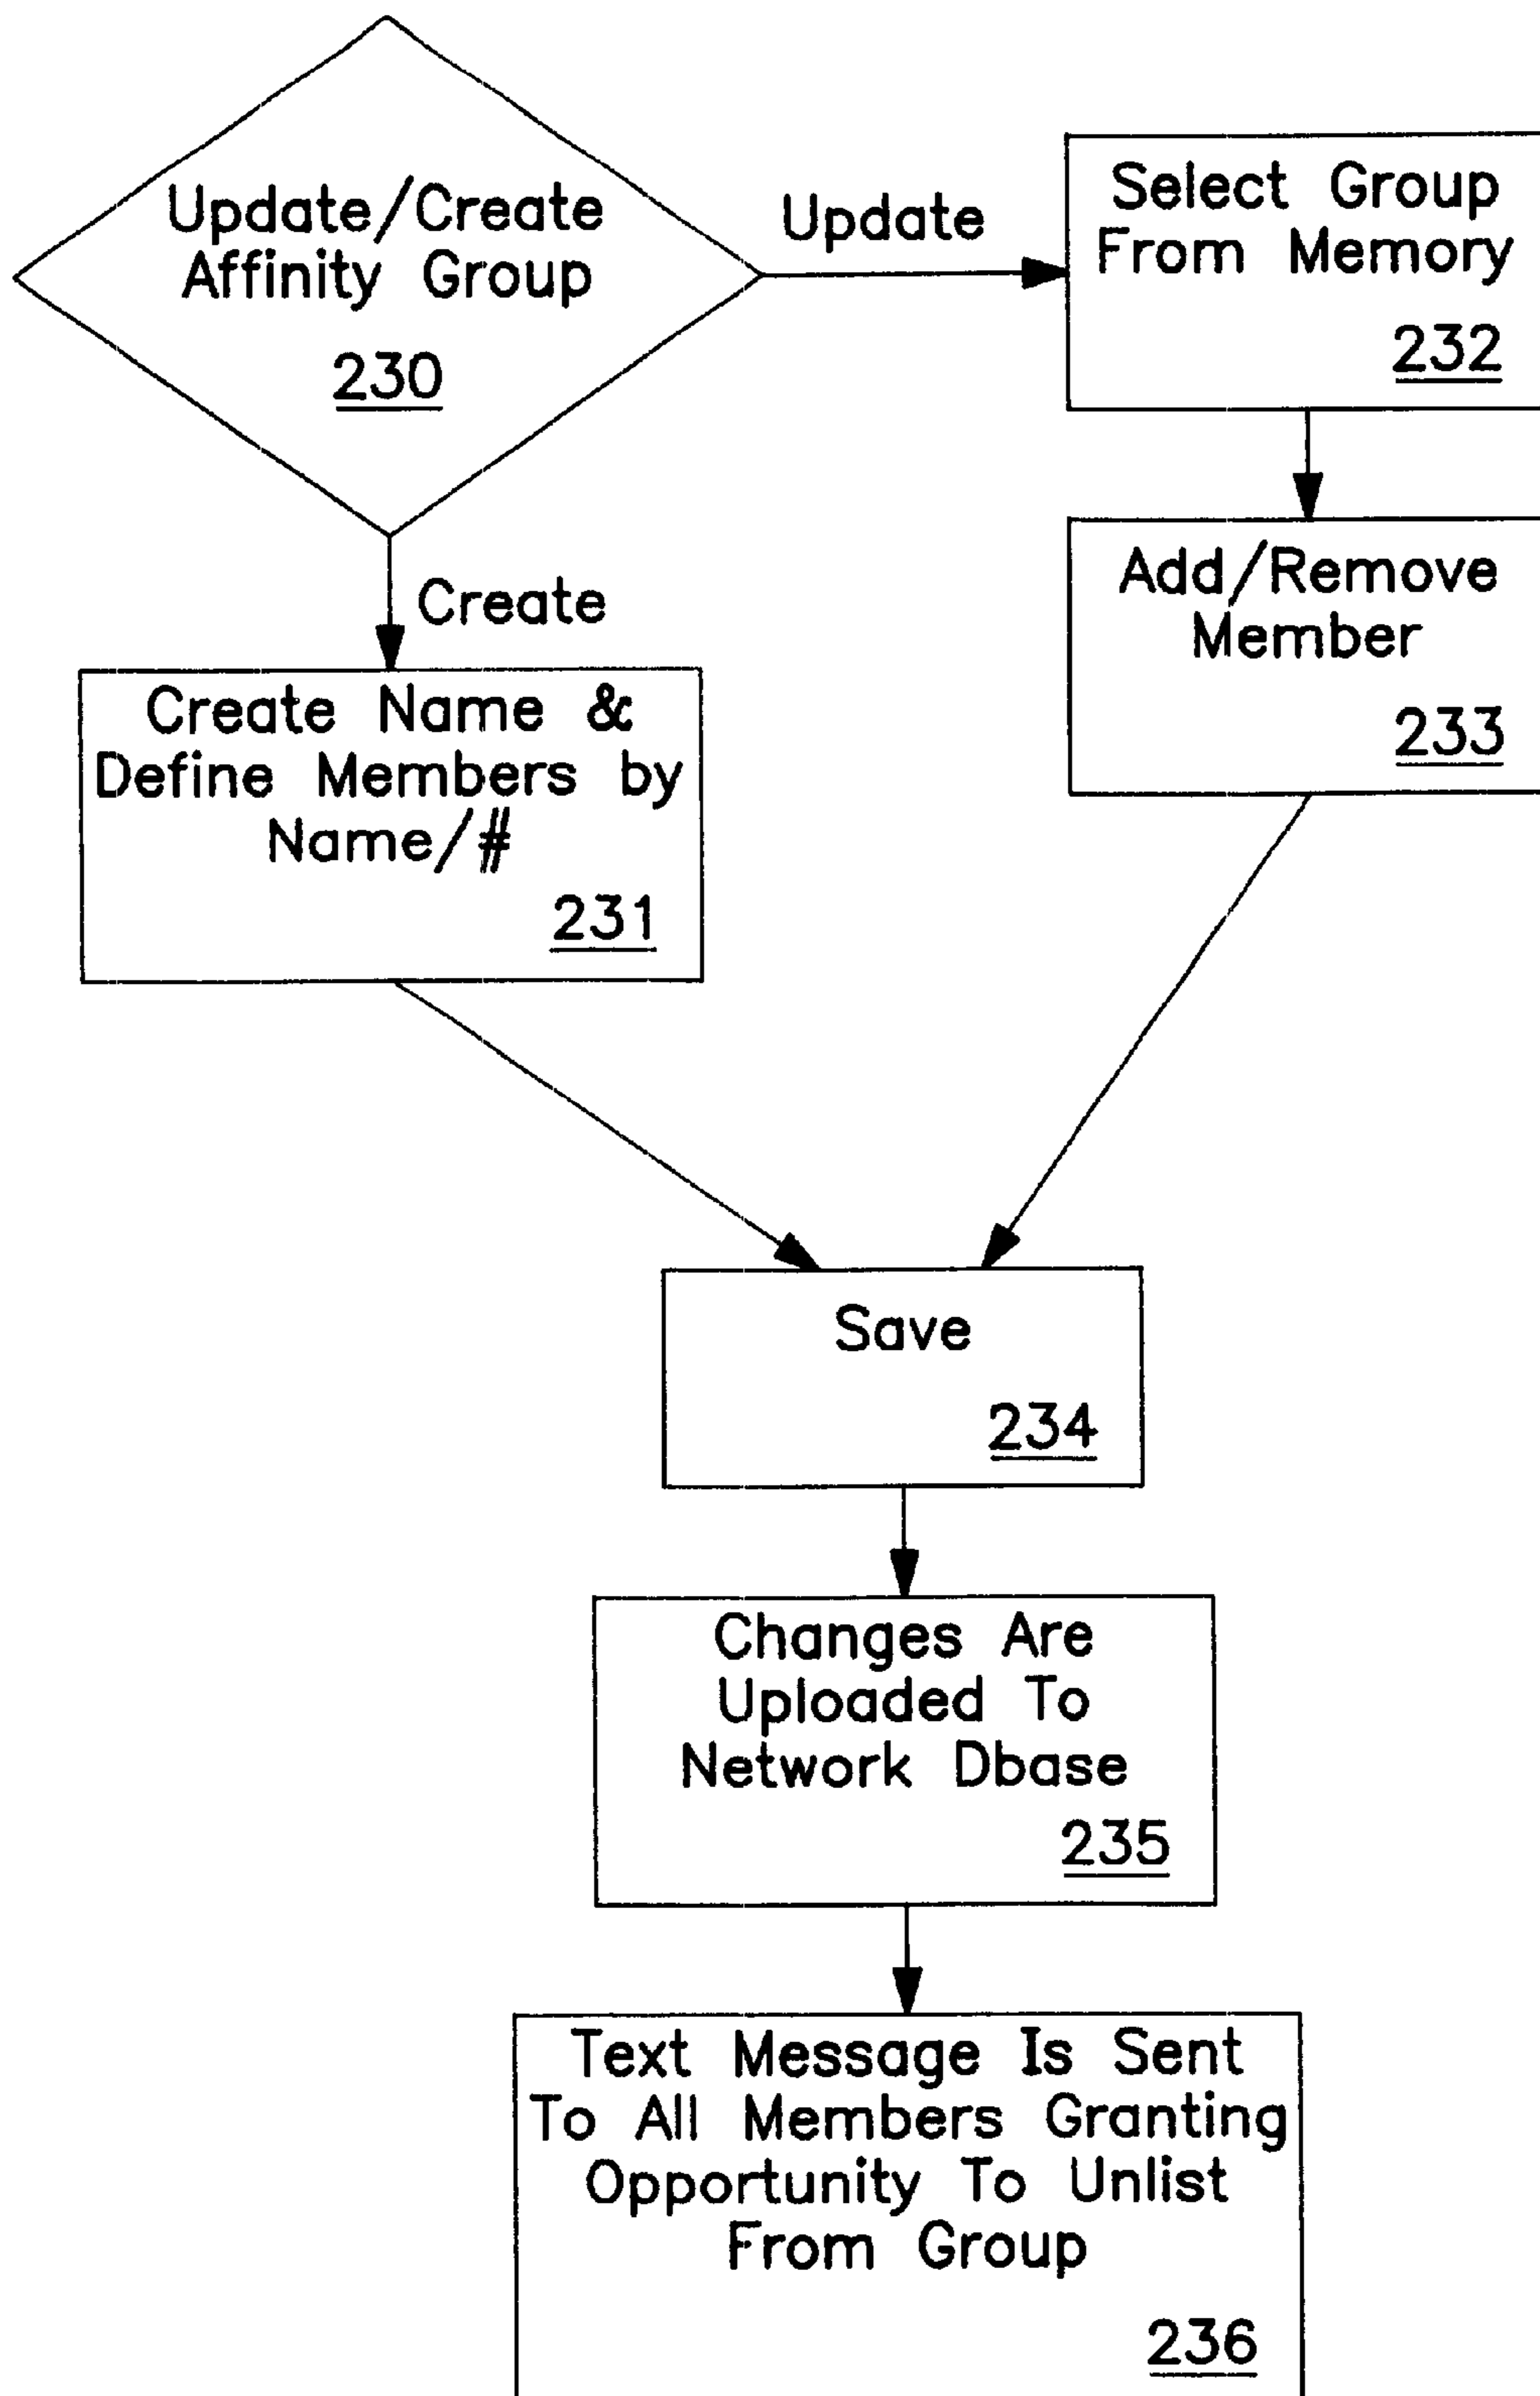 Update/Create
Affinity Group
230
Update
Select Group
From Memory
232
Create
Add/Remove
Member
233
Create Name &
Define Members by
Name/#
231
Save
234
Changes Are
Uploaded To
Network Dbase
235
Text Message Is Sent
To All Members Granting
Opportunity To Unlist
From Group
236